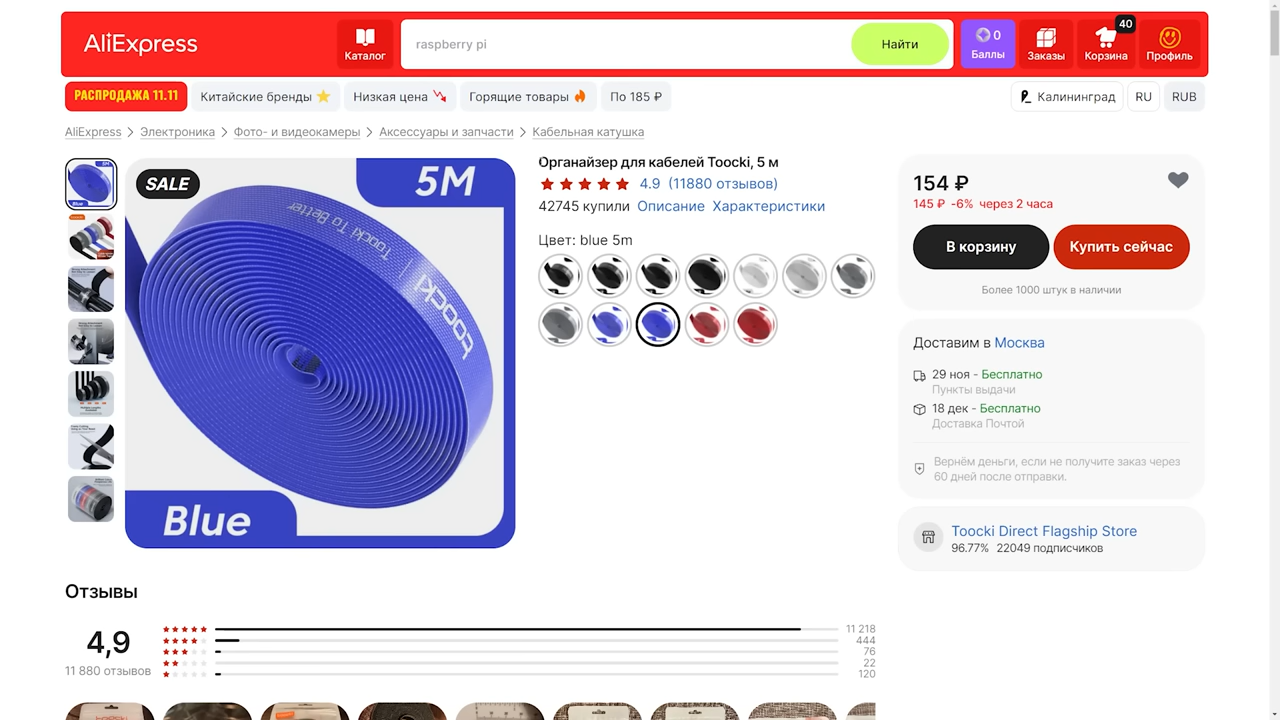 AliExpress
Каталог
raspberry pi
Найти
0
Баллы
Заказы
40
Корзина
Профиль
РАСПРОДАЖА 11.11
Китайские бренды
Низкая цена
Горящие товары
По 185 ₽
Калининград
RU
RUB
AliExpress > Электроника > Фото- и видеокамеры > Аксессуары и запчасти > Кабельная катушка
SALE
5M
Toocki To Better
Toocki
toocki
Blue
Органайзер для кабелей Toocki, 5 м
4.9 (11880 отзывов)
42745 купили Описание Характеристики
Цвет: blue 5m
154 ₽
145 ₽ -6% через 2 часа
В корзину
Купить сейчас
Более 1000 штук в наличии
Доставим в Москва
29 ноя - Бесплатно
Пункты выдачи
18 дек - Бесплатно
Доставка Почтой
Вернём деньги, если не получите заказ через
60 дней после отправки.
Toocki Direct Flagship Store
96.77% 22049 подписчиков
Отзывы
4,9
11 880 отзывов
11 218
444
76
22
120